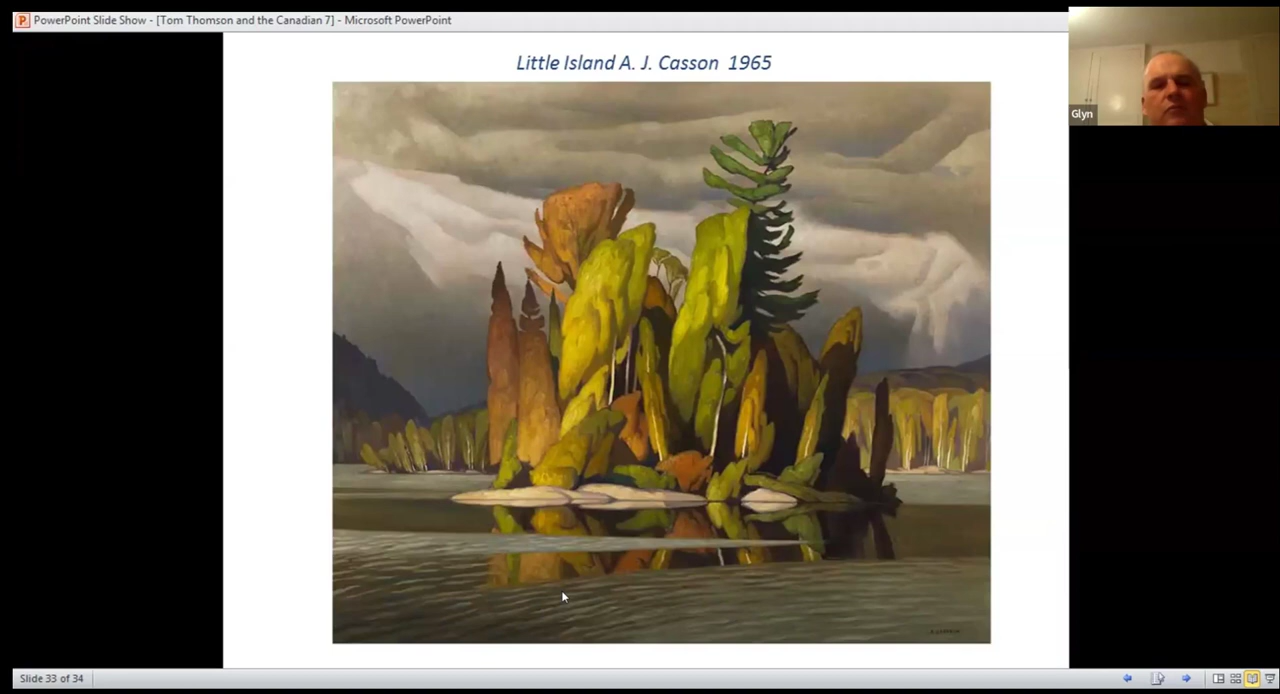 PowerPoint Slide Show - [Tom Thomson and the Canadian 7] - Microsoft PowerPoint
Little Island A. J. Casson 1965
Glyn
Slide 33 of 34